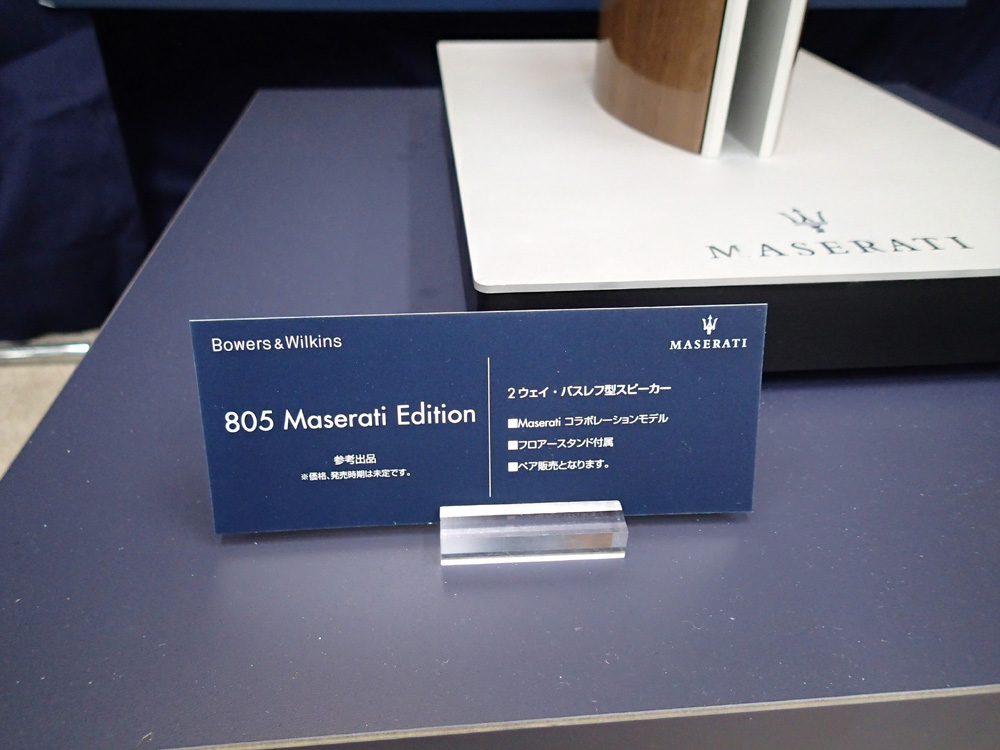 MASERATI
Bowers & Wilkins
MASERATI
805 Maserati Edition
参考出品
※価格、発売時期は未定です。
2ウェイ・バスレフ型スピーカー
■Maserati コラボレーションモデル
■フロアースタンド付属
■ペア販売となります。